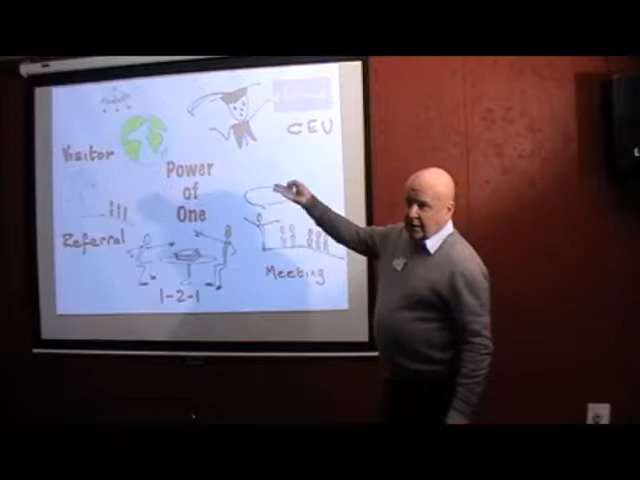 CEU
Visitor
Power
of
One
Referral
Meeting
1-2-1